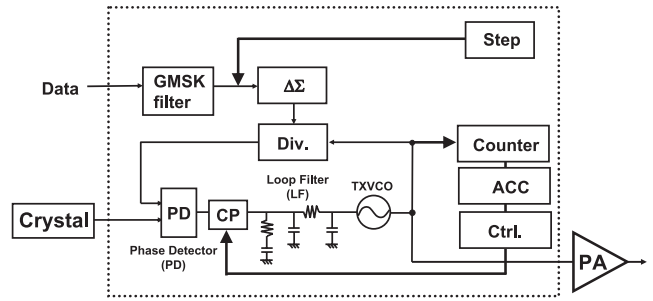 Step
Data
GMSK
filter
ΔΣ
Div.
Counter
Loop Filter
(LF)
TXVCO
ACC
Crystal
PD
CP
Ctrl.
Phase Detector
(PD)
PA